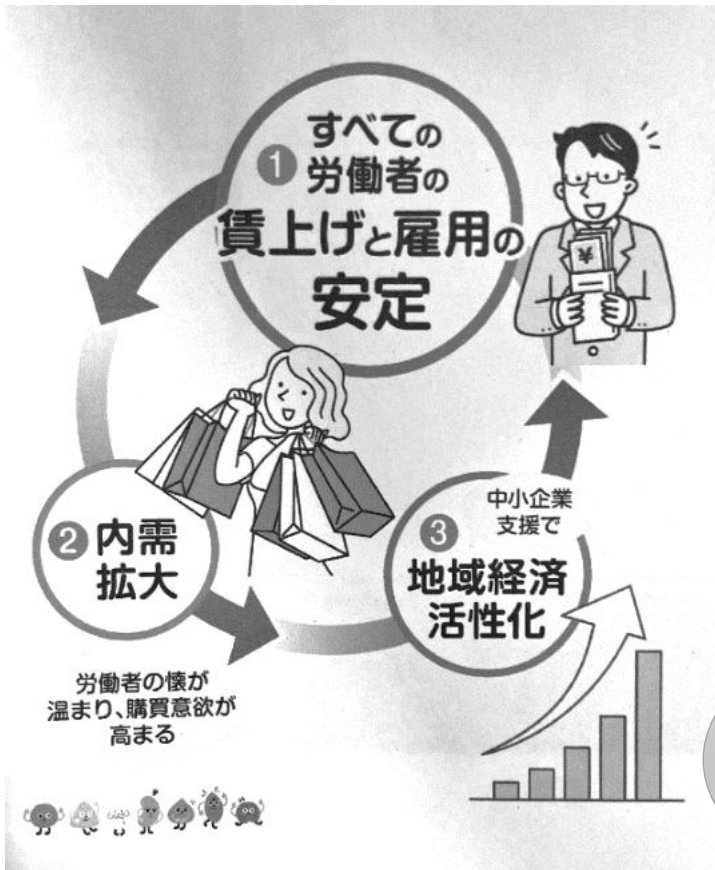 ①
すべての
労働者の
賃上げと雇用の
安定
¥
② 内需
拡大
労働者の懐が
温まり、購買意欲が
高まる
中小企業
支援で
③
地域経済
活性化